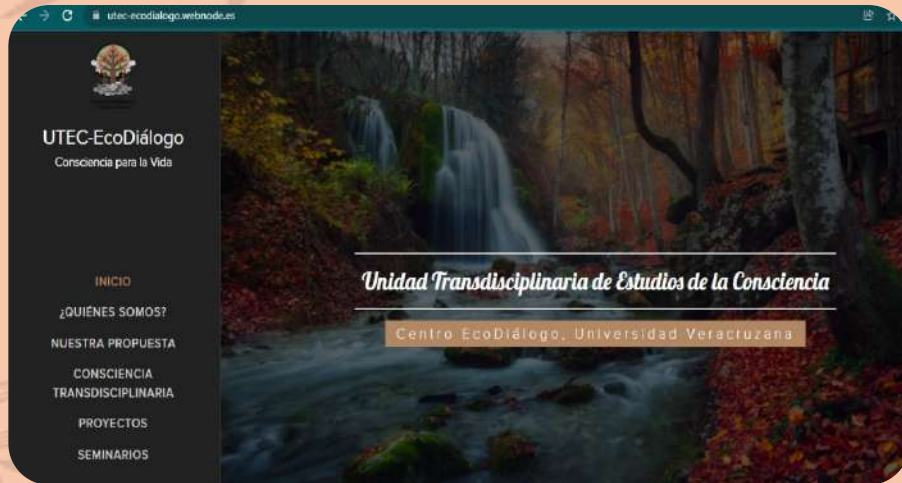 utec-ecodialogo.webnode.es
UTEC-EcoDiálogo
Consciencia para la Vida
INICIO
¿QUIÉNES SOMOS?
NUESTRA PROPUESTA
CONSCIENCIA
TRANSDISCIPLINARIA
PROYECTOS
SEMINARIOS
Unidad Transdisciplinaria de Estudios de la Consciencia
Centro EcoDiálogo, Universidad Veracruzana